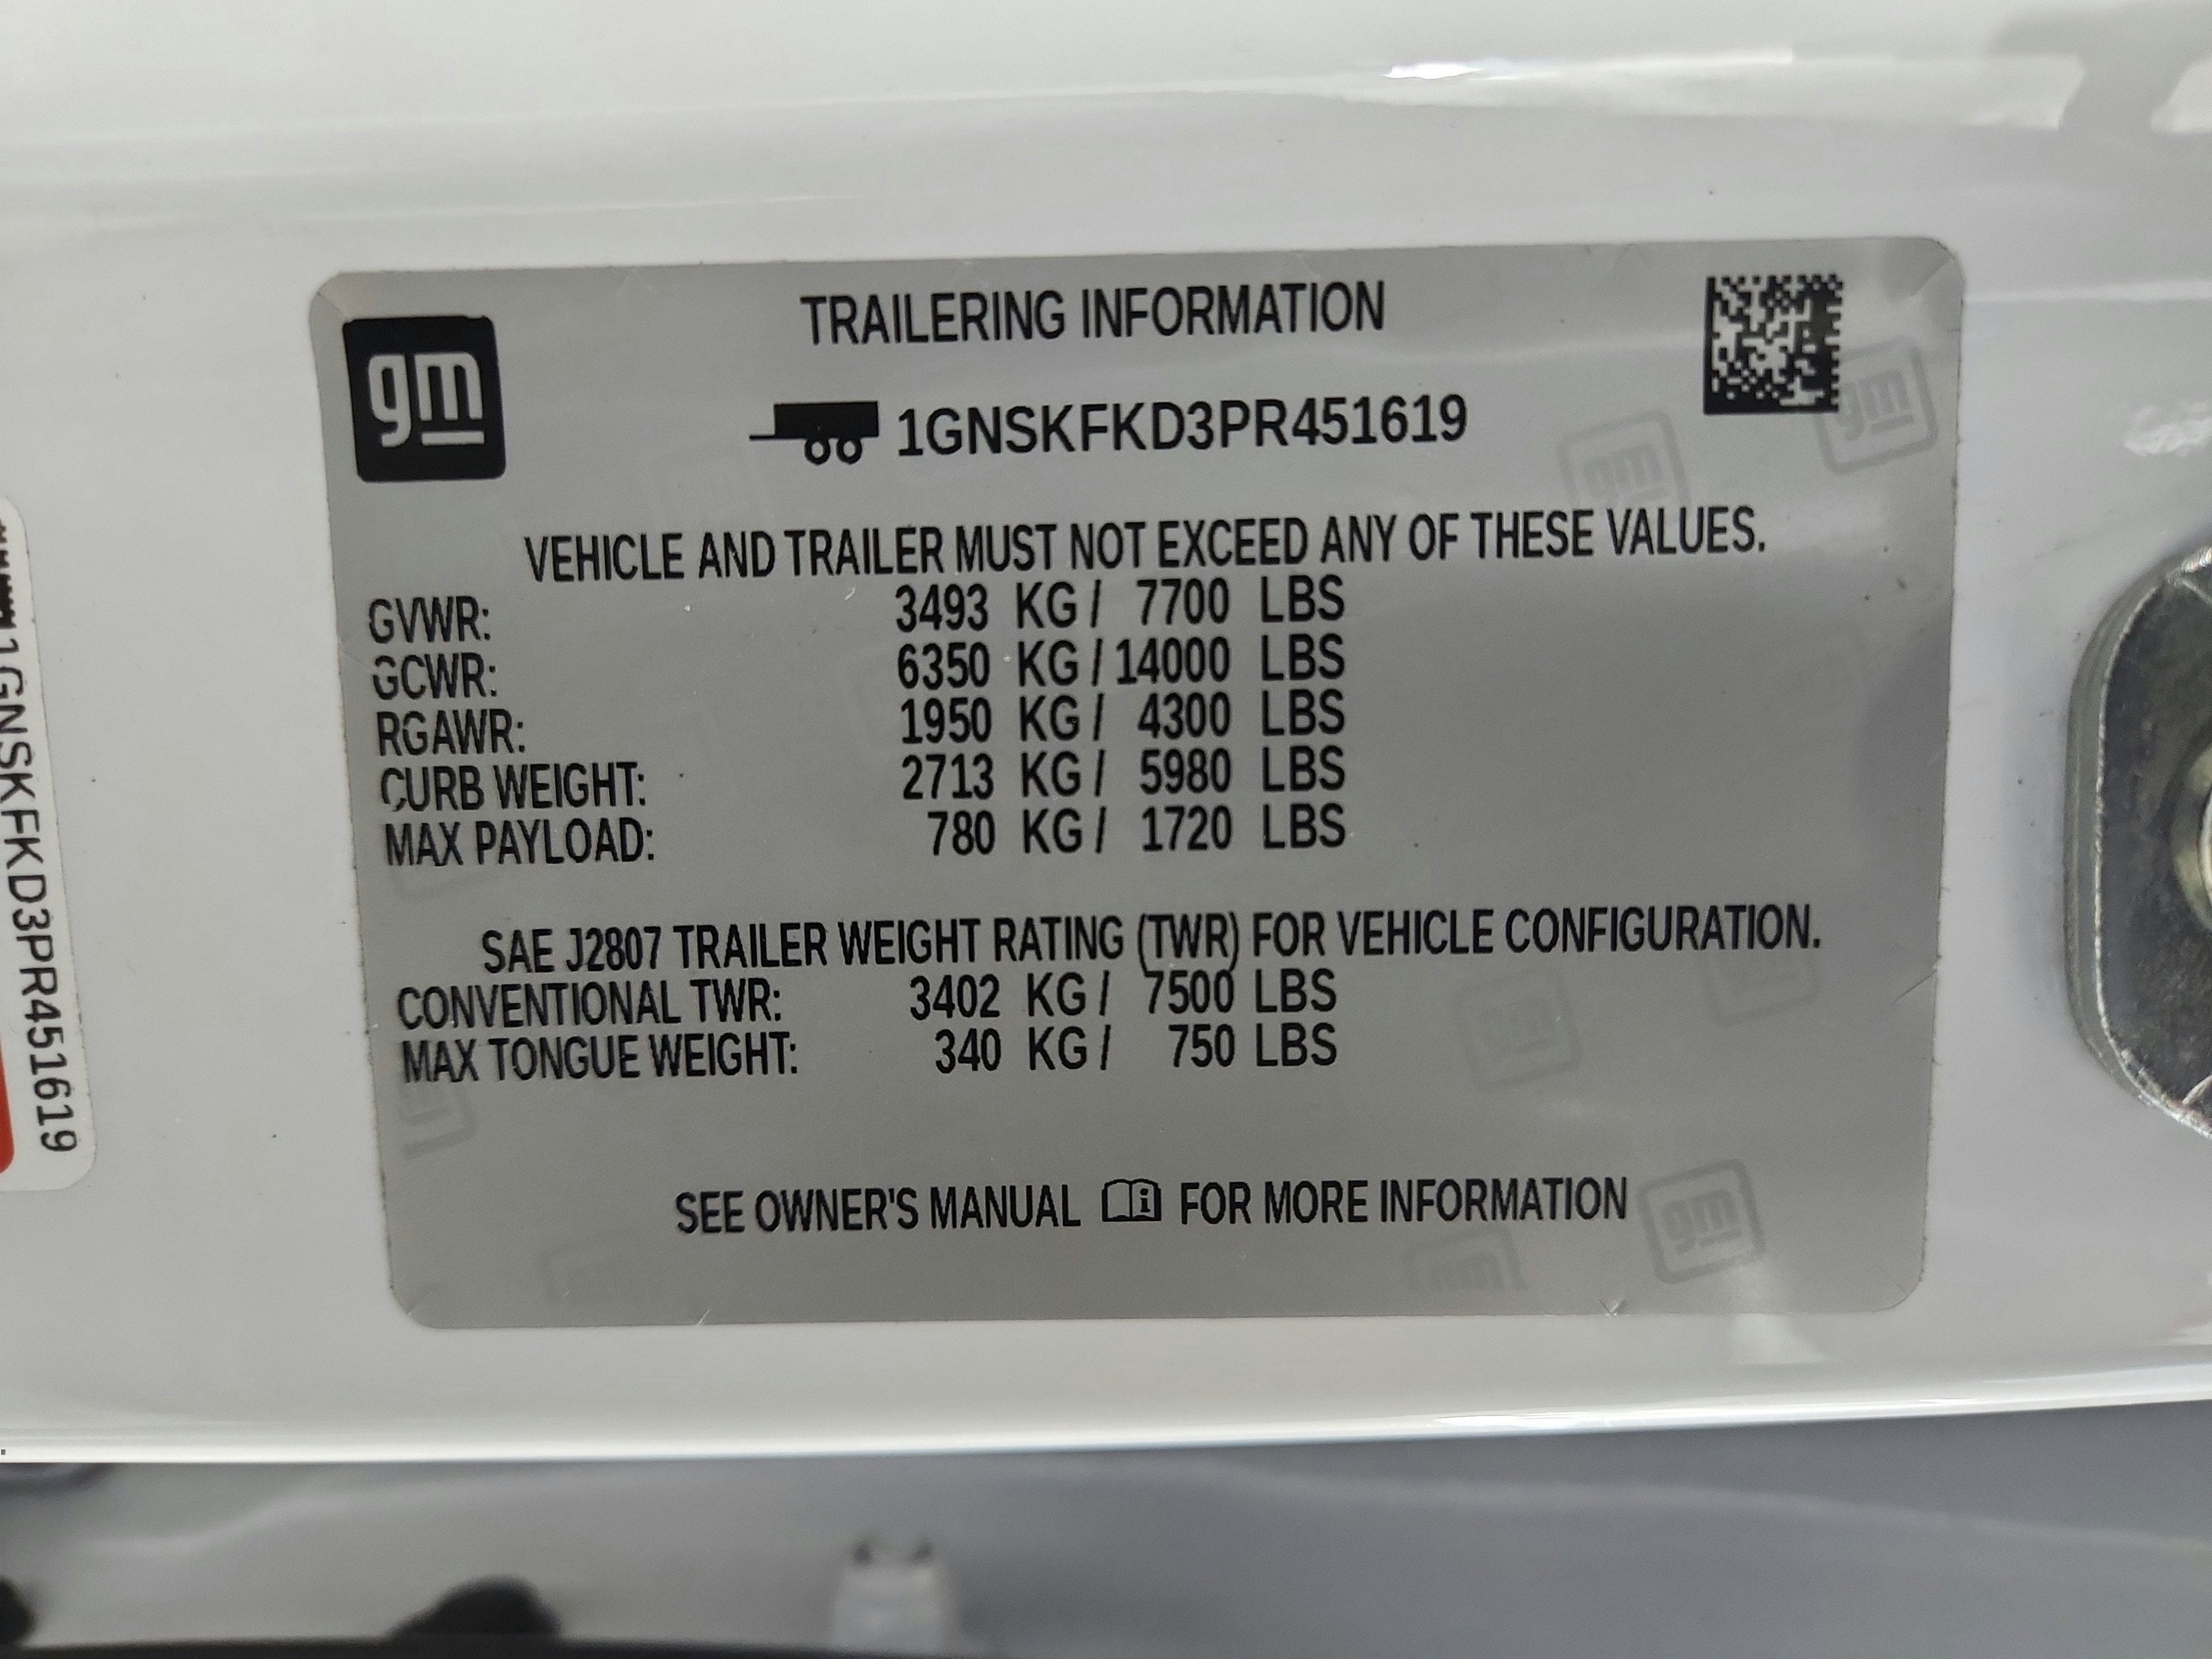 gm
TRAILERING INFORMATION
1GNSKFKD3PR451619
VEHICLE AND TRAILER MUST NOT EXCEED ANY OF THESE VALUES.
GVWR: 3493 KG / 7700 LBS
GCWR: 6350 KG / 14000 LBS
RGAWR: 1950 KG / 4300 LBS
CURB WEIGHT: 2713 KG / 5980 LBS
MAX PAYLOAD: 780 KG / 1720 LBS
SAE J2807 TRAILER WEIGHT RATING (TWR) FOR VEHICLE CONFIGURATION.
CONVENTIONAL TWR: 3402 KG / 7500 LBS
MAX TONGUE WEIGHT: 340 KG / 750 LBS
SEE OWNER'S MANUAL FOR MORE INFORMATION
gm
gm
gm
1GNSKFKD3PR451619